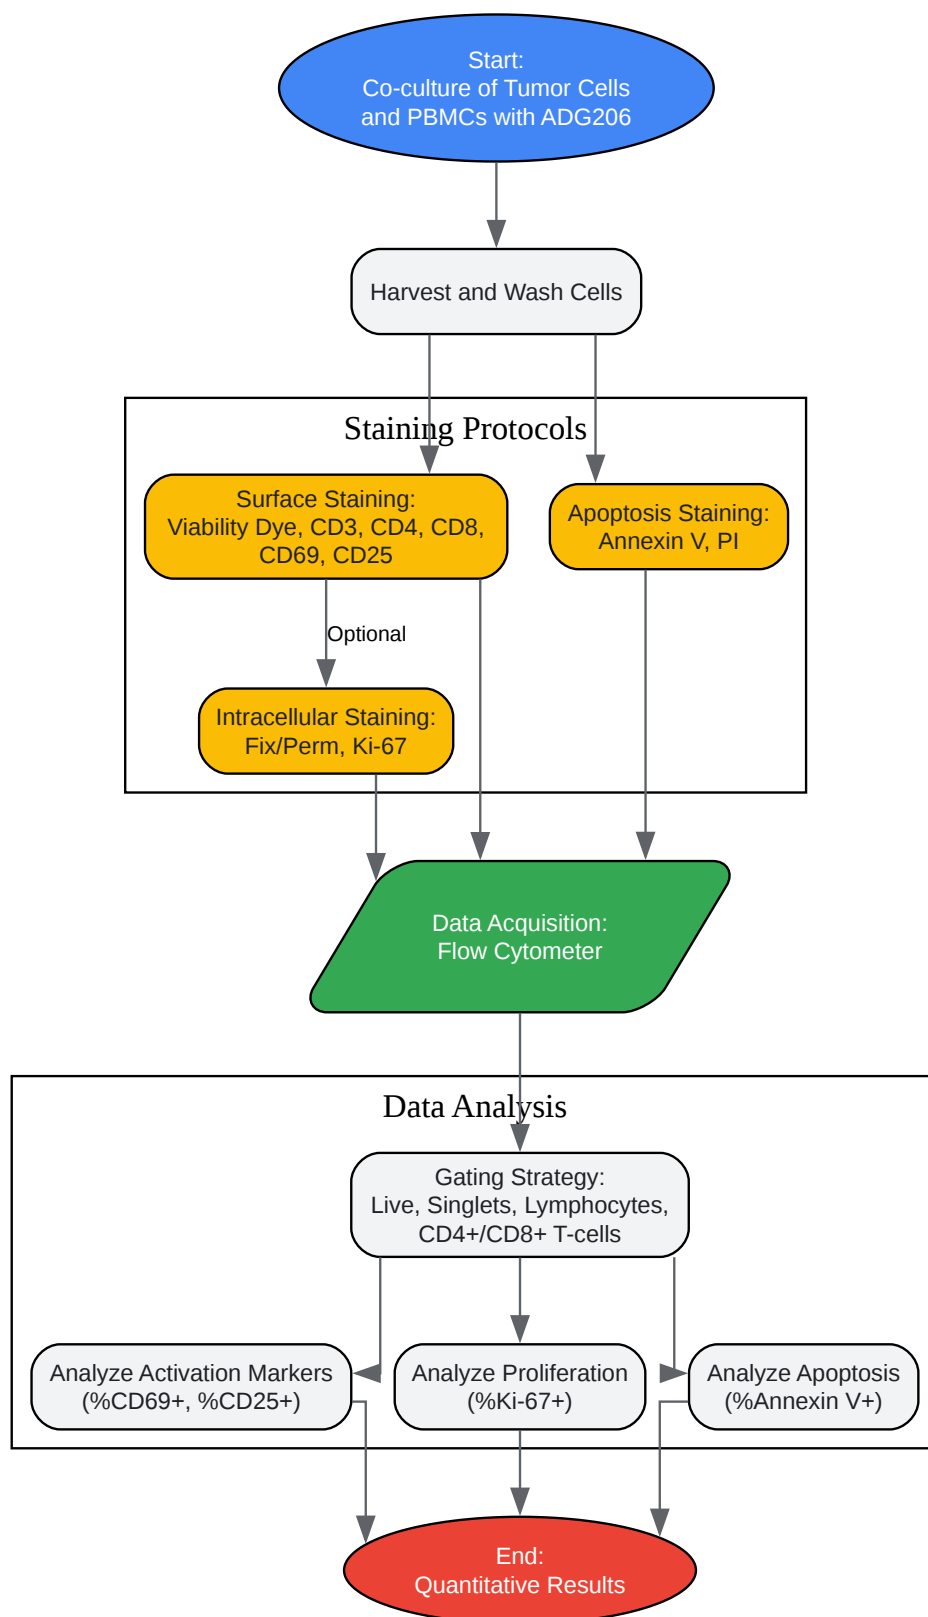 Start:
Co-culture of Tumor Cells
and PBMCs with ADG206
Harvest and Wash Cells
Staining Protocols
Surface Staining:
Viability Dye, CD3, CD4, CD8,
CD69, CD25
Apoptosis Staining:
Annexin V, PI
Optional
Intracellular Staining:
Fix/Perm, Ki-67
Data Acquisition:
Flow Cytometer
Data Analysis
Gating Strategy:
Live, Singlets, Lymphocytes,
CD4+/CD8+ T-cells
Analyze Activation Markers
(%CD69+, %CD25+)
Analyze Proliferation
(%Ki-67+)
Analyze Apoptosis
(%Annexin V+)
End:
Quantitative Results